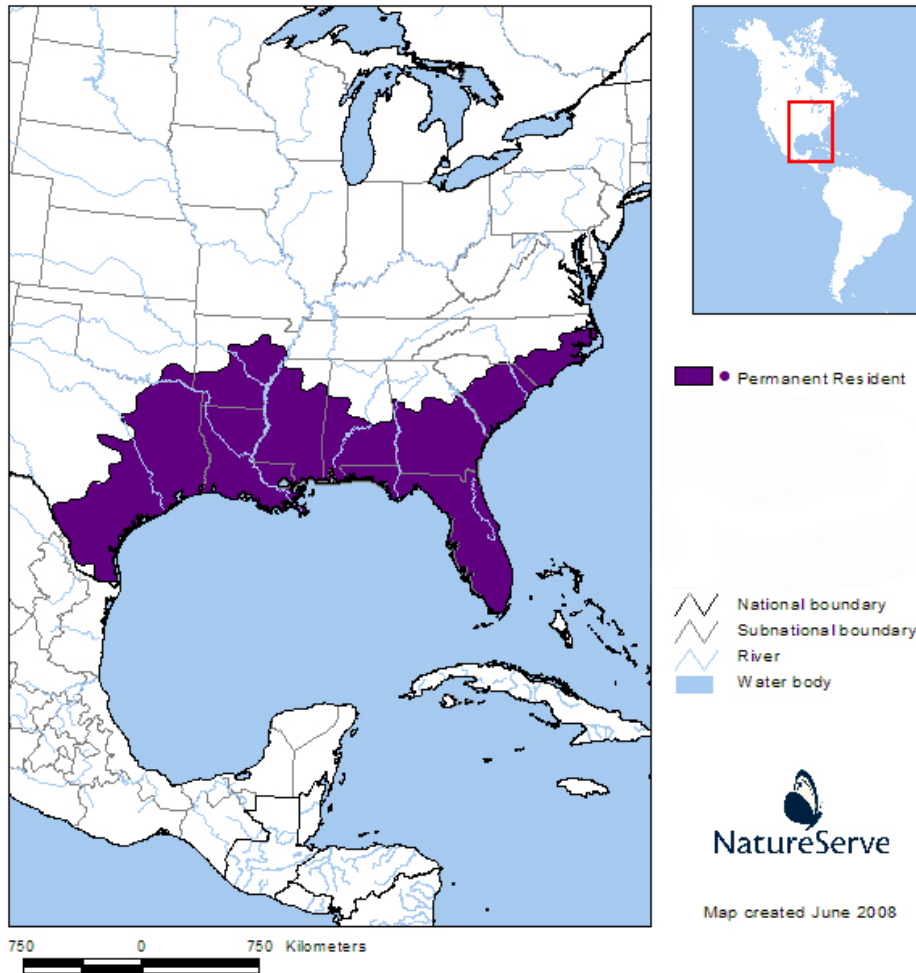 Permanent Resident
National boundary
Subnational boundary
River
Water body
NatureServe
Map created June 2008
750 0 750 Kilometers